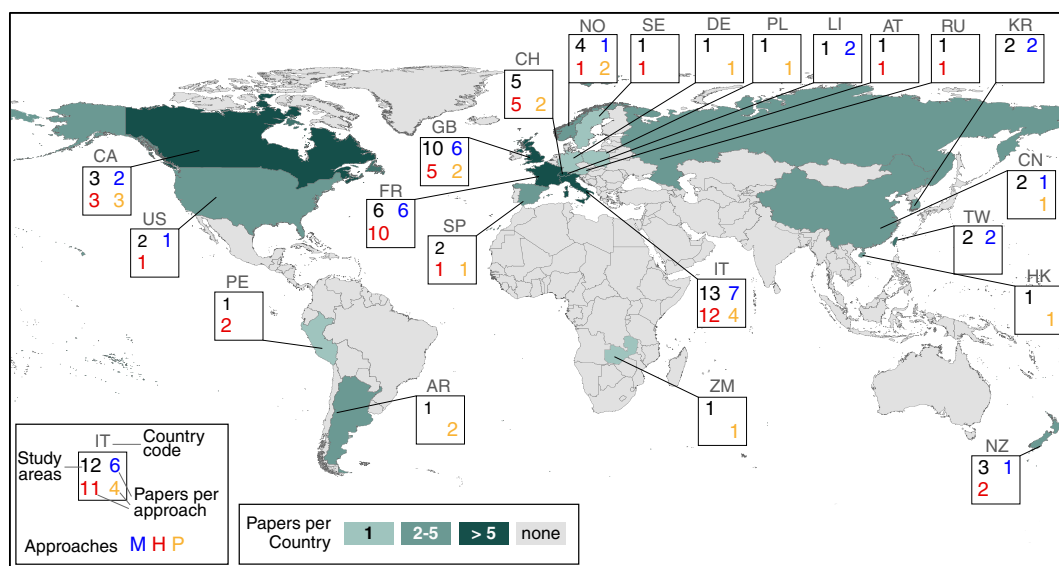 NO SE DE PL LI AT RU KR
4 1
1 2
1
1
1
1
1
1
1 2
1
1
1
1
2 2
CH
5
5 2
GB
10 6
5 2
CA
3 2
3 3
FR
6 6
10
US
2 1
1
SP
2
1 1
CN
2 1
1
TW
2 2
HK
1
1
IT
13 7
12 4
PE
1
2
AR
1
2
ZM
1
1
NZ
3 1
2
IT
Country
code
Study
areas
12 6
11 4
Papers per
approach
Approaches M H P
Papers per
Country
1 2-5 > 5 none